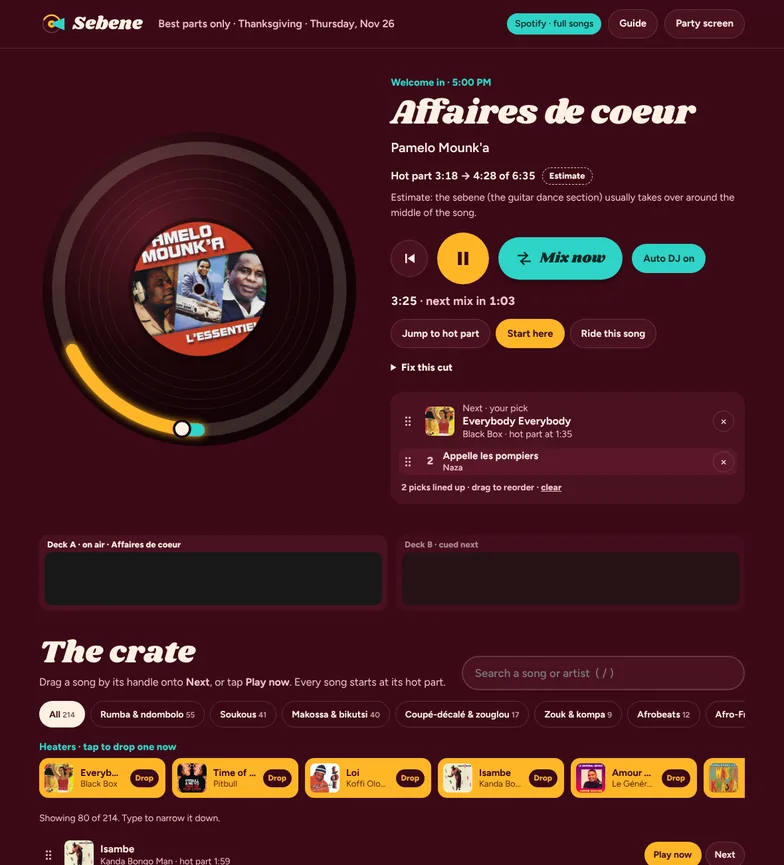 Sebene
Best parts only · Thanksgiving · Thursday, Nov 26
Spotify · full songs
Guide
Party screen
Welcome in · 5:00 PM
Affaires de coeur
Pamelo Mounk'a
Hot part 3:18 → 4:28 of 6:35
Estimate
Estimate: the sebene (the guitar dance section) usually takes over around the
middle of the song.
AMELO
MOUNK'A
L'ESSENTIE
Mix now
Auto DJ on
3:25 · next mix in 1:03
Jump to hot part
Start here
Ride this song
Fix this cut
Next · your pick
Everybody Everybody
Black Box · hot part at 1:35
×
2
Appelle les pompiers
Naza
×
2 picks lined up · drag to reorder · clear
Deck A · on air · Affaires de coeur
Deck B · cued next
The crate
Drag a song by its handle onto Next, or tap Play now. Every song starts at its hot part.
Search a song or artist ( / )
All 214
Rumba & ndombolo 55
Soukous 41
Makossa & bikutsi 40
Coupé-décalé & zouglou 17
Zouk & kompa 9
Afrobeats 12
Afro-Fr
Heaters · tap to drop one now
Everyb...
Black Box
Drop
Time of ...
Pitbull
Drop
Loi
Koffi Olo...
Drop
Isambe
Kanda Bo...
Drop
Amour ...
Le Génér...
Drop
Showing 80 of 214. Type to narrow it down.
Isambe
Kanda Bongo Man · hot part 1:59
Play now
Next